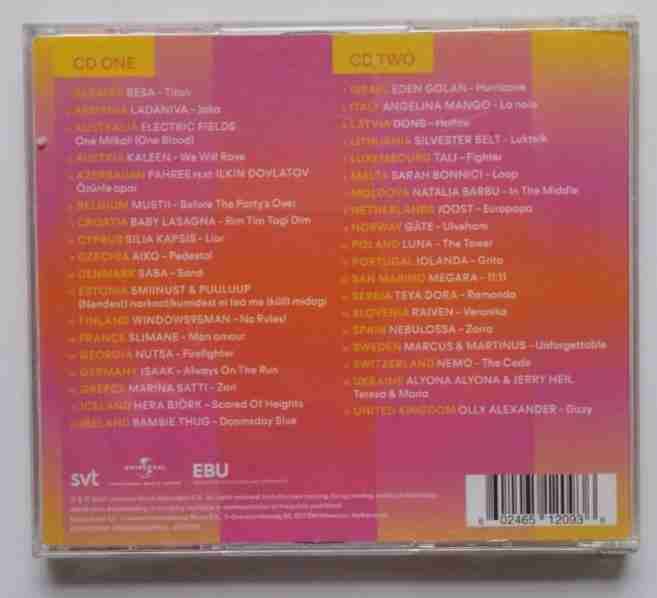 CD ONE
ALBANIA BESA - Titan
ARMENIA LADANIVA - Jako
AUSTRALIA ELECTRIC FIELDS
One Milkali (One Blood)
AUSTRIA KALEEN - We Will Rave
AZERBAIJAN FAHREE feat. ILKIN DOVLATOV
Özünlə apar
BELGIUM MUSTII - Before The Party's Over
CROATIA BABY LASAGNA - Rim Tim Tagi Dim
CYPRUS SILIA KAPSIS - Liar
CZECHIA AIKO - Pedestal
DENMARK SABA - Sand
ESTONIA 5MIINUST & PUULUUP
(Nendest) narkootikumidest ei tea me (küll) midagi
FINLAND WINDOWS95MAN - No Rules!
FRANCE SLIMANE - Mon amour
GEORGIA NUTSA - Firefighter
GERMANY ISAAK - Always On The Run
GREECE MARINA SATTI - Zari
ICELAND HERA BJÖRK - Scared Of Heights
IRELAND BAMBIE THUG - Doomsday Blue
CD TWO
ISRAEL EDEN GOLAN - Hurricane
ITALY ANGELINA MANGO - La noia
LATVIA DONS - Hollow
LITHUANIA SILVESTER BELT - Luktelk
LUXEMBOURG TALI - Fighter
MALTA SARAH BONNICI - Loop
MOLDOVA NATALIA BARBU - In The Middle
NETHERLANDS JOOST - Europapa
NORWAY GÅTE - Ulveham
POLAND LUNA - The Tower
PORTUGAL IOLANDA - Grito
SAN MARINO MEGARA - 11:11
SERBIA TEYA DORA - Ramonda
SLOVENIA RAIVEN - Veronika
SPAIN NEBULOSSA - Zorra
SWEDEN MARCUS & MARTINUS - Unforgettable
SWITZERLAND NEMO - The Code
UKRAINE ALYONA ALYONA & JERRY HEIL
Teresa & Maria
UNITED KINGDOM OLLY ALEXANDER - Dizzy
svt
UNIVERSAL
EBU
6 02465 12093 8